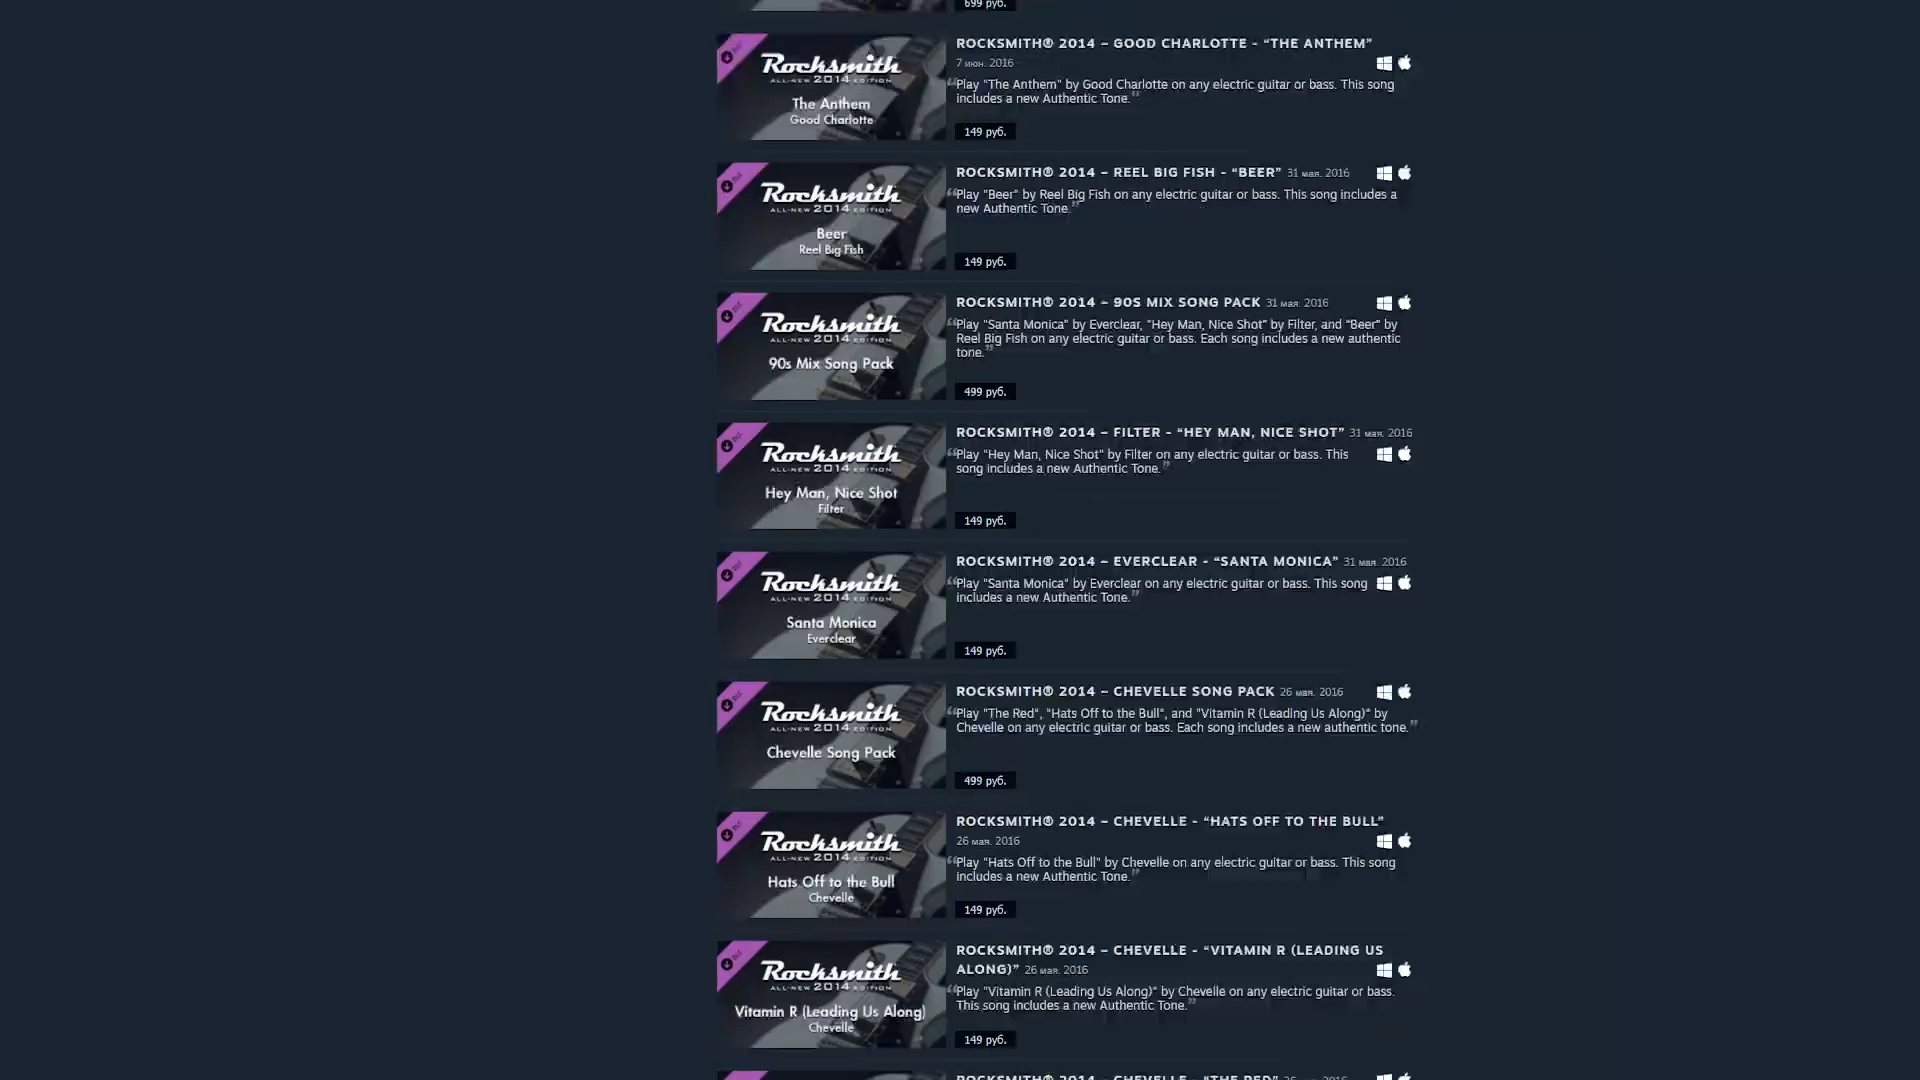 699 руб.
ROCKSMITH® 2014 – GOOD CHARLOTTE - “THE ANTHEM”
7 июн. 2016
“Play "The Anthem" by Good Charlotte on any electric guitar or bass. This song
includes a new Authentic Tone.”
149 руб.
Rocksmith
ALL-NEW 2014 EDITION
The Anthem
Good Charlotte
ROCKSMITH® 2014 – REEL BIG FISH - “BEER” 31 мая. 2016
“Play "Beer" by Reel Big Fish on any electric guitar or bass. This song includes a
new Authentic Tone.”
149 руб.
Rocksmith
ALL-NEW 2014 EDITION
Beer
Reel Big Fish
ROCKSMITH® 2014 – 90S MIX SONG PACK 31 мая. 2016
“Play "Santa Monica" by Everclear, "Hey Man, Nice Shot" by Filter, and "Beer" by
Reel Big Fish on any electric guitar or bass. Each song includes a new authentic
tone.”
499 руб.
Rocksmith
ALL-NEW 2014 EDITION
90s Mix Song Pack
ROCKSMITH® 2014 – FILTER - “HEY MAN, NICE SHOT” 31 мая. 2016
“Play "Hey Man, Nice Shot" by Filter on any electric guitar or bass. This
song includes a new Authentic Tone.”
149 руб.
Rocksmith
ALL-NEW 2014 EDITION
Hey Man, Nice Shot
Filter
ROCKSMITH® 2014 – EVERCLEAR - “SANTA MONICA” 31 мая. 2016
“Play "Santa Monica" by Everclear on any electric guitar or bass. This song
includes a new Authentic Tone.”
149 руб.
Rocksmith
ALL-NEW 2014 EDITION
Santa Monica
Everclear
ROCKSMITH® 2014 – CHEVELLE SONG PACK 26 мая. 2016
“Play "The Red", "Hats Off to the Bull", and "Vitamin R (Leading Us Along)" by
Chevelle on any electric guitar or bass. Each song includes a new authentic tone.”
499 руб.
Rocksmith
ALL-NEW 2014 EDITION
Chevelle Song Pack
ROCKSMITH® 2014 – CHEVELLE - “HATS OFF TO THE BULL”
26 мая. 2016
“Play "Hats Off to the Bull" by Chevelle on any electric guitar or bass. This song
includes a new Authentic Tone.”
149 руб.
Rocksmith
ALL-NEW 2014 EDITION
Hats Off to the Bull
Chevelle
ROCKSMITH® 2014 – CHEVELLE - “VITAMIN R (LEADING US
ALONG)” 26 мая. 2016
“Play "Vitamin R (Leading Us Along)" by Chevelle on any electric guitar or bass.
This song includes a new Authentic Tone.”
149 руб.
Rocksmith
ALL-NEW 2014 EDITION
Vitamin R (Leading Us Along)
Chevelle
ROCKSMITH® 2014 – CHEVELLE - “THE RED”